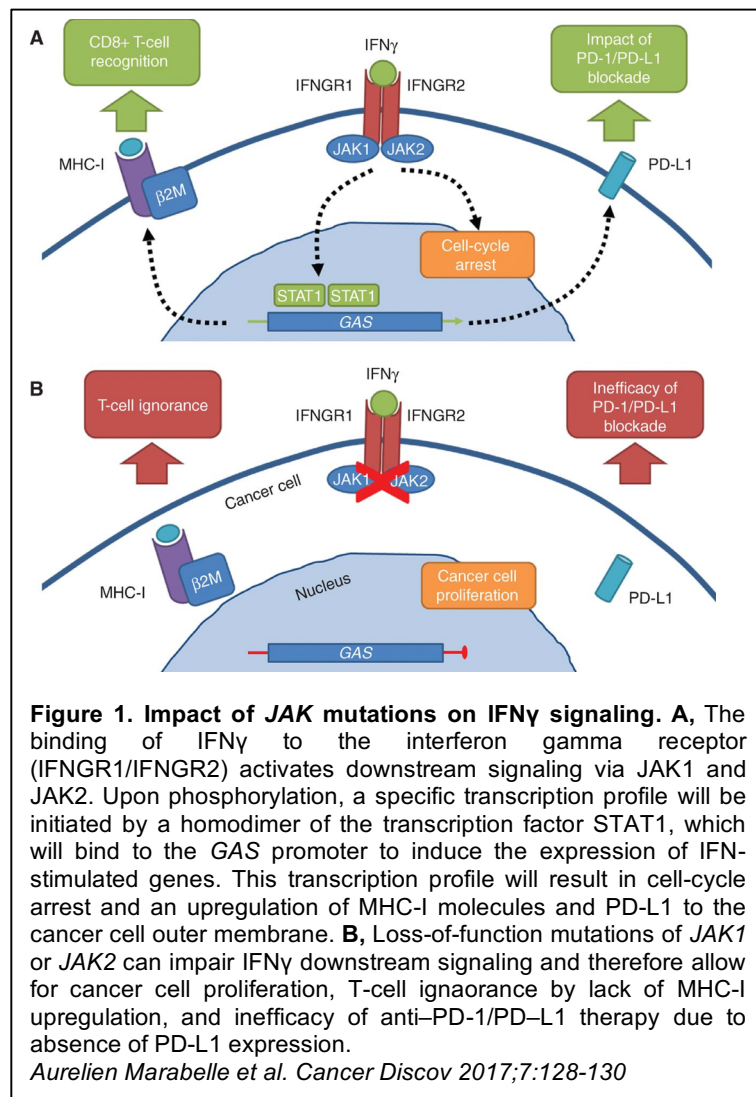 A
CD8+ T-cell
recognition
IFNγ
IFNGR1
IFNGR2
Impact of
PD-1/PD-L1
blockade
JAK1
JAK2
MHC-I
β2M
PD-L1
Cell-cycle
arrest
STAT1
STAT1
GAS
B
T-cell ignorance
IFNγ
IFNGR1
IFNGR2
Inefficacy of
PD-1/PD-L1
blockade
JAK1
JAK2
Cancer cell
MHC-I
β2M
Nucleus
Cancer cell
proliferation
PD-L1
GAS
Figure 1. Impact of JAK mutations on IFNγ signaling. A, The
binding of IFNγ to the interferon gamma receptor
(IFNGR1/IFNGR2) activates downstream signaling via JAK1 and
JAK2. Upon phosphorylation, a specific transcription profile will be
initiated by a homodimer of the transcription factor STAT1, which
will bind to the GAS promoter to induce the expression of IFN-
stimulated genes. This transcription profile will result in cell-cycle
arrest and an upregulation of MHC-I molecules and PD-L1 to the
cancer cell outer membrane. B, Loss-of-function mutations of JAK1
or JAK2 can impair IFNγ downstream signaling and therefore allow
for cancer cell proliferation, T-cell ignaorance by lack of MHC-I
upregulation, and inefficacy of anti–PD-1/PD–L1 therapy due to
absence of PD-L1 expression.
Aurelien Marabelle et al. Cancer Discov 2017;7:128-130